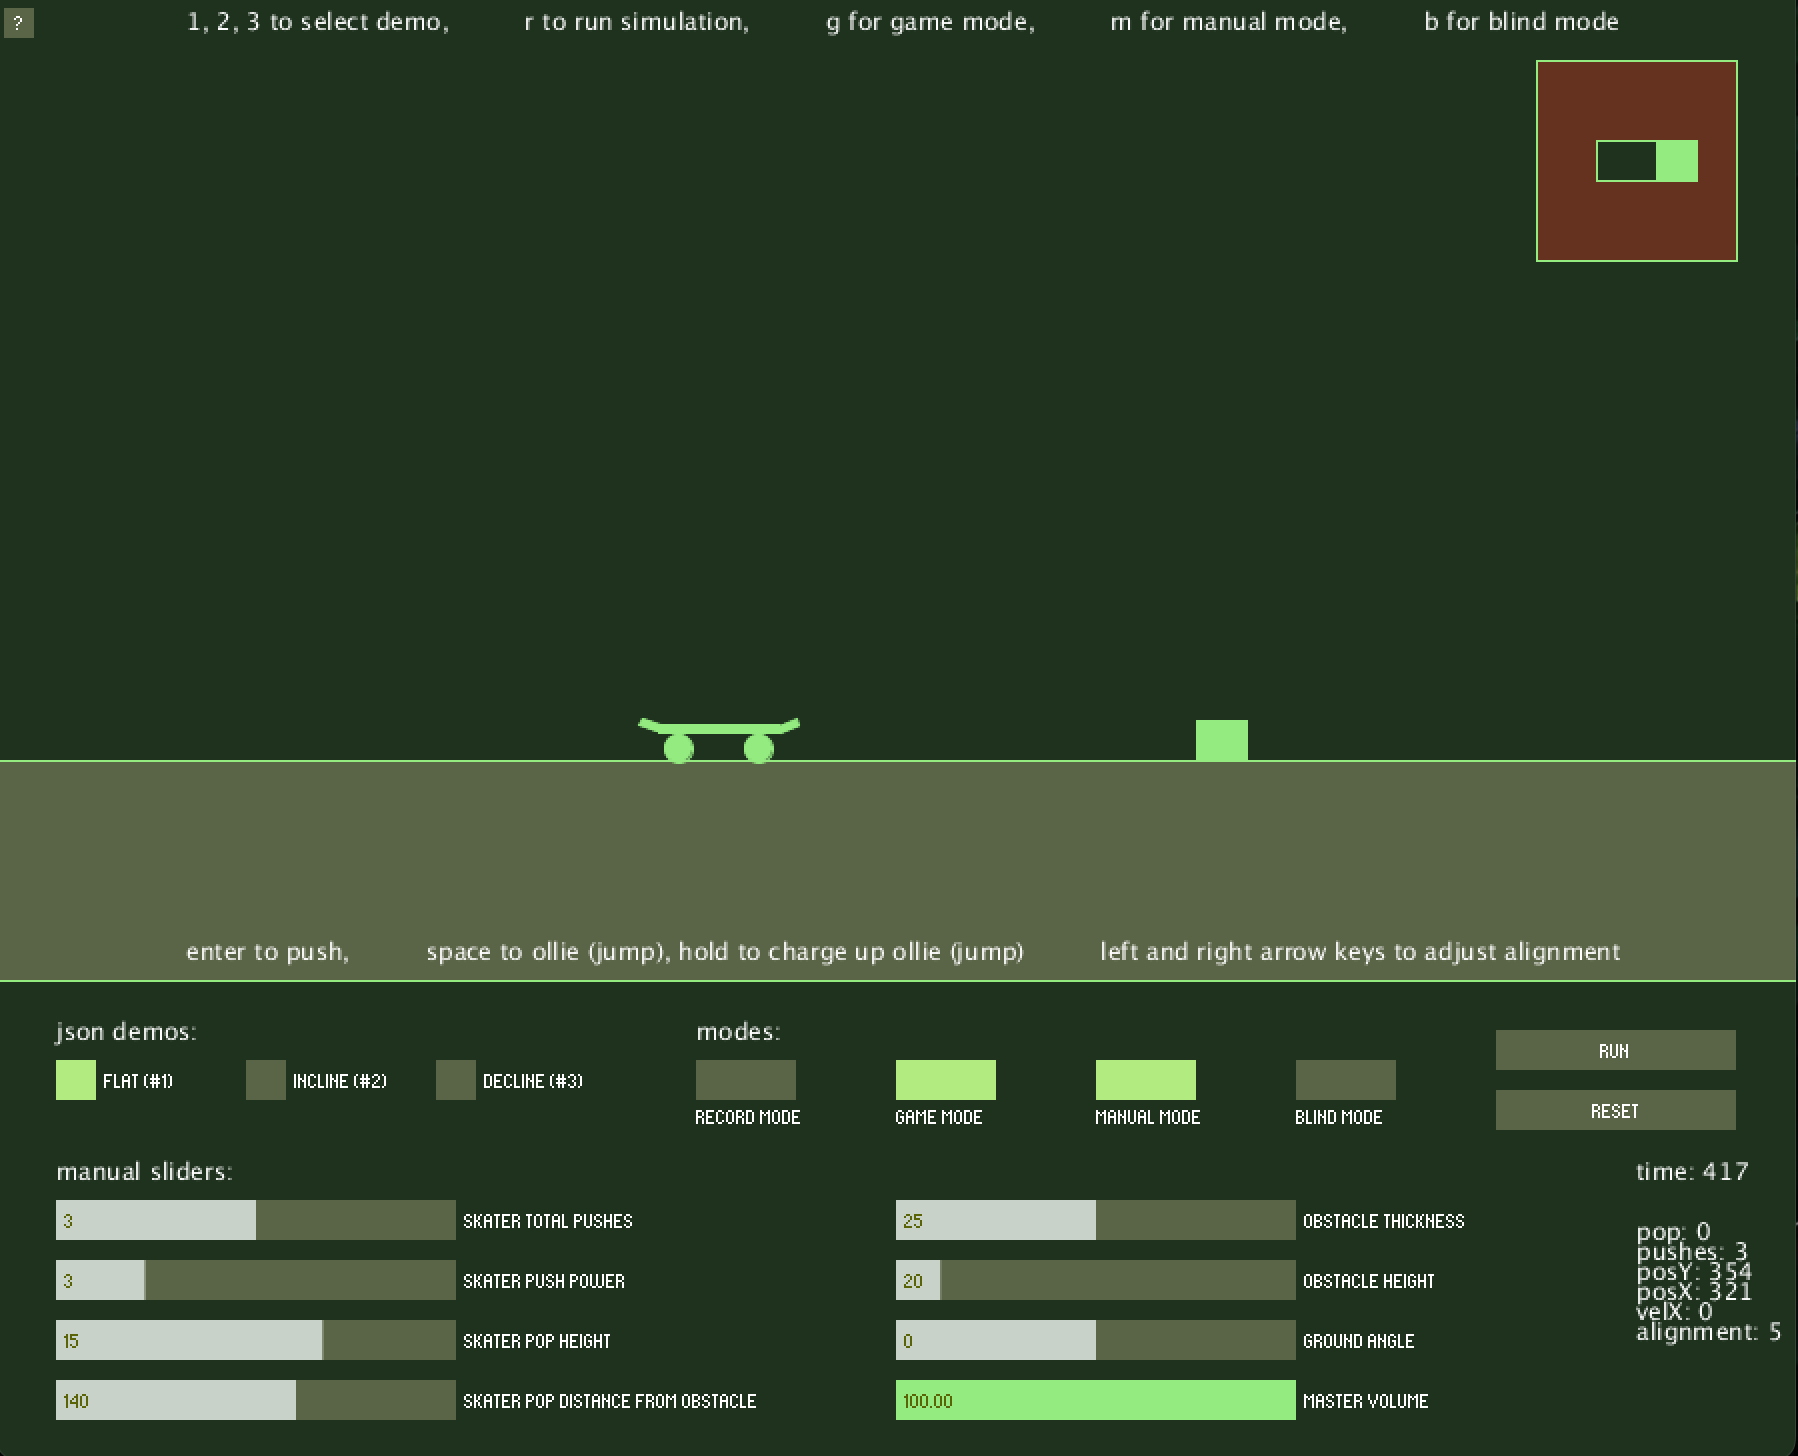 ? 1, 2, 3 to select demo, r to run simulation, g for game mode, m for manual mode, b for blind mode
enter to push, space to ollie (jump), hold to charge up ollie (jump) left and right arrow keys to adjust alignment
json demos:
FLAT (#1) INCLINE (#2) DECLINE (#3)
modes:
RECORD MODE GAME MODE MANUAL MODE BLIND MODE
RUN
RESET
manual sliders:
3 SKATER TOTAL PUSHES
3 SKATER PUSH POWER
15 SKATER POP HEIGHT
140 SKATER POP DISTANCE FROM OBSTACLE
25 OBSTACLE THICKNESS
20 OBSTACLE HEIGHT
0 GROUND ANGLE
100.00 MASTER VOLUME
time: 417
pop: 0
pushes: 3
posY: 354
posX: 321
velX: 0
alignment: 5